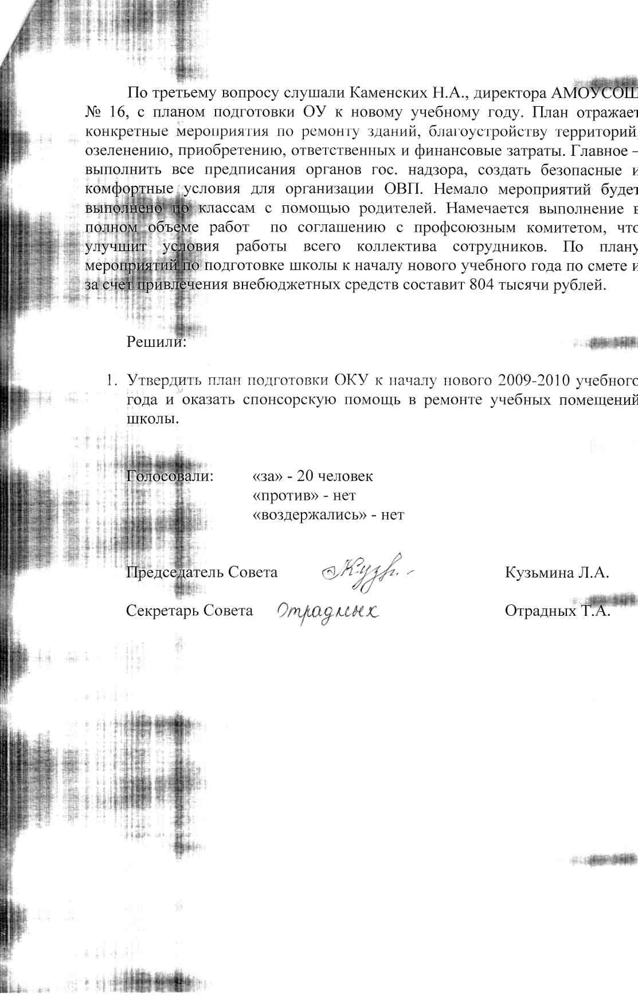 По третьему вопросу слушали Каменских Н.А., директора АМОУСОШ
№ 16, с планом подготовки ОУ к новому учебному году. План отражает
конкретные мероприятия по ремонту зданий, благоустройству территорий,
озеленению, приобретению, ответственных и финансовые затраты. Главное –
выполнить все предписания органов гос. надзора, создать безопасные и
комфортные условия для организации ОВП. Немало мероприятий будет
выполнено по классам с помощью родителей. Намечается выполнение в
полном объеме работ по соглашению с профсоюзным комитетом, что
улучшит условия работы всего коллектива сотрудников. По плану
мероприятий по подготовке школы к началу нового учебного года по смете и
за счет привлечения внебюджетных средств составит 804 тысячи рублей.
Решили:
1. Утвердить план подготовки ОКУ к началу нового 2009-2010 учебного
года и оказать спонсорскую помощь в ремонте учебных помещений
школы.
Голосовали: «за» - 20 человек
«против» - нет
«воздержались» - нет
Председатель Совета Кузьмина Л.А.
Секретарь Совета Отрадных Отрадных Т.А.